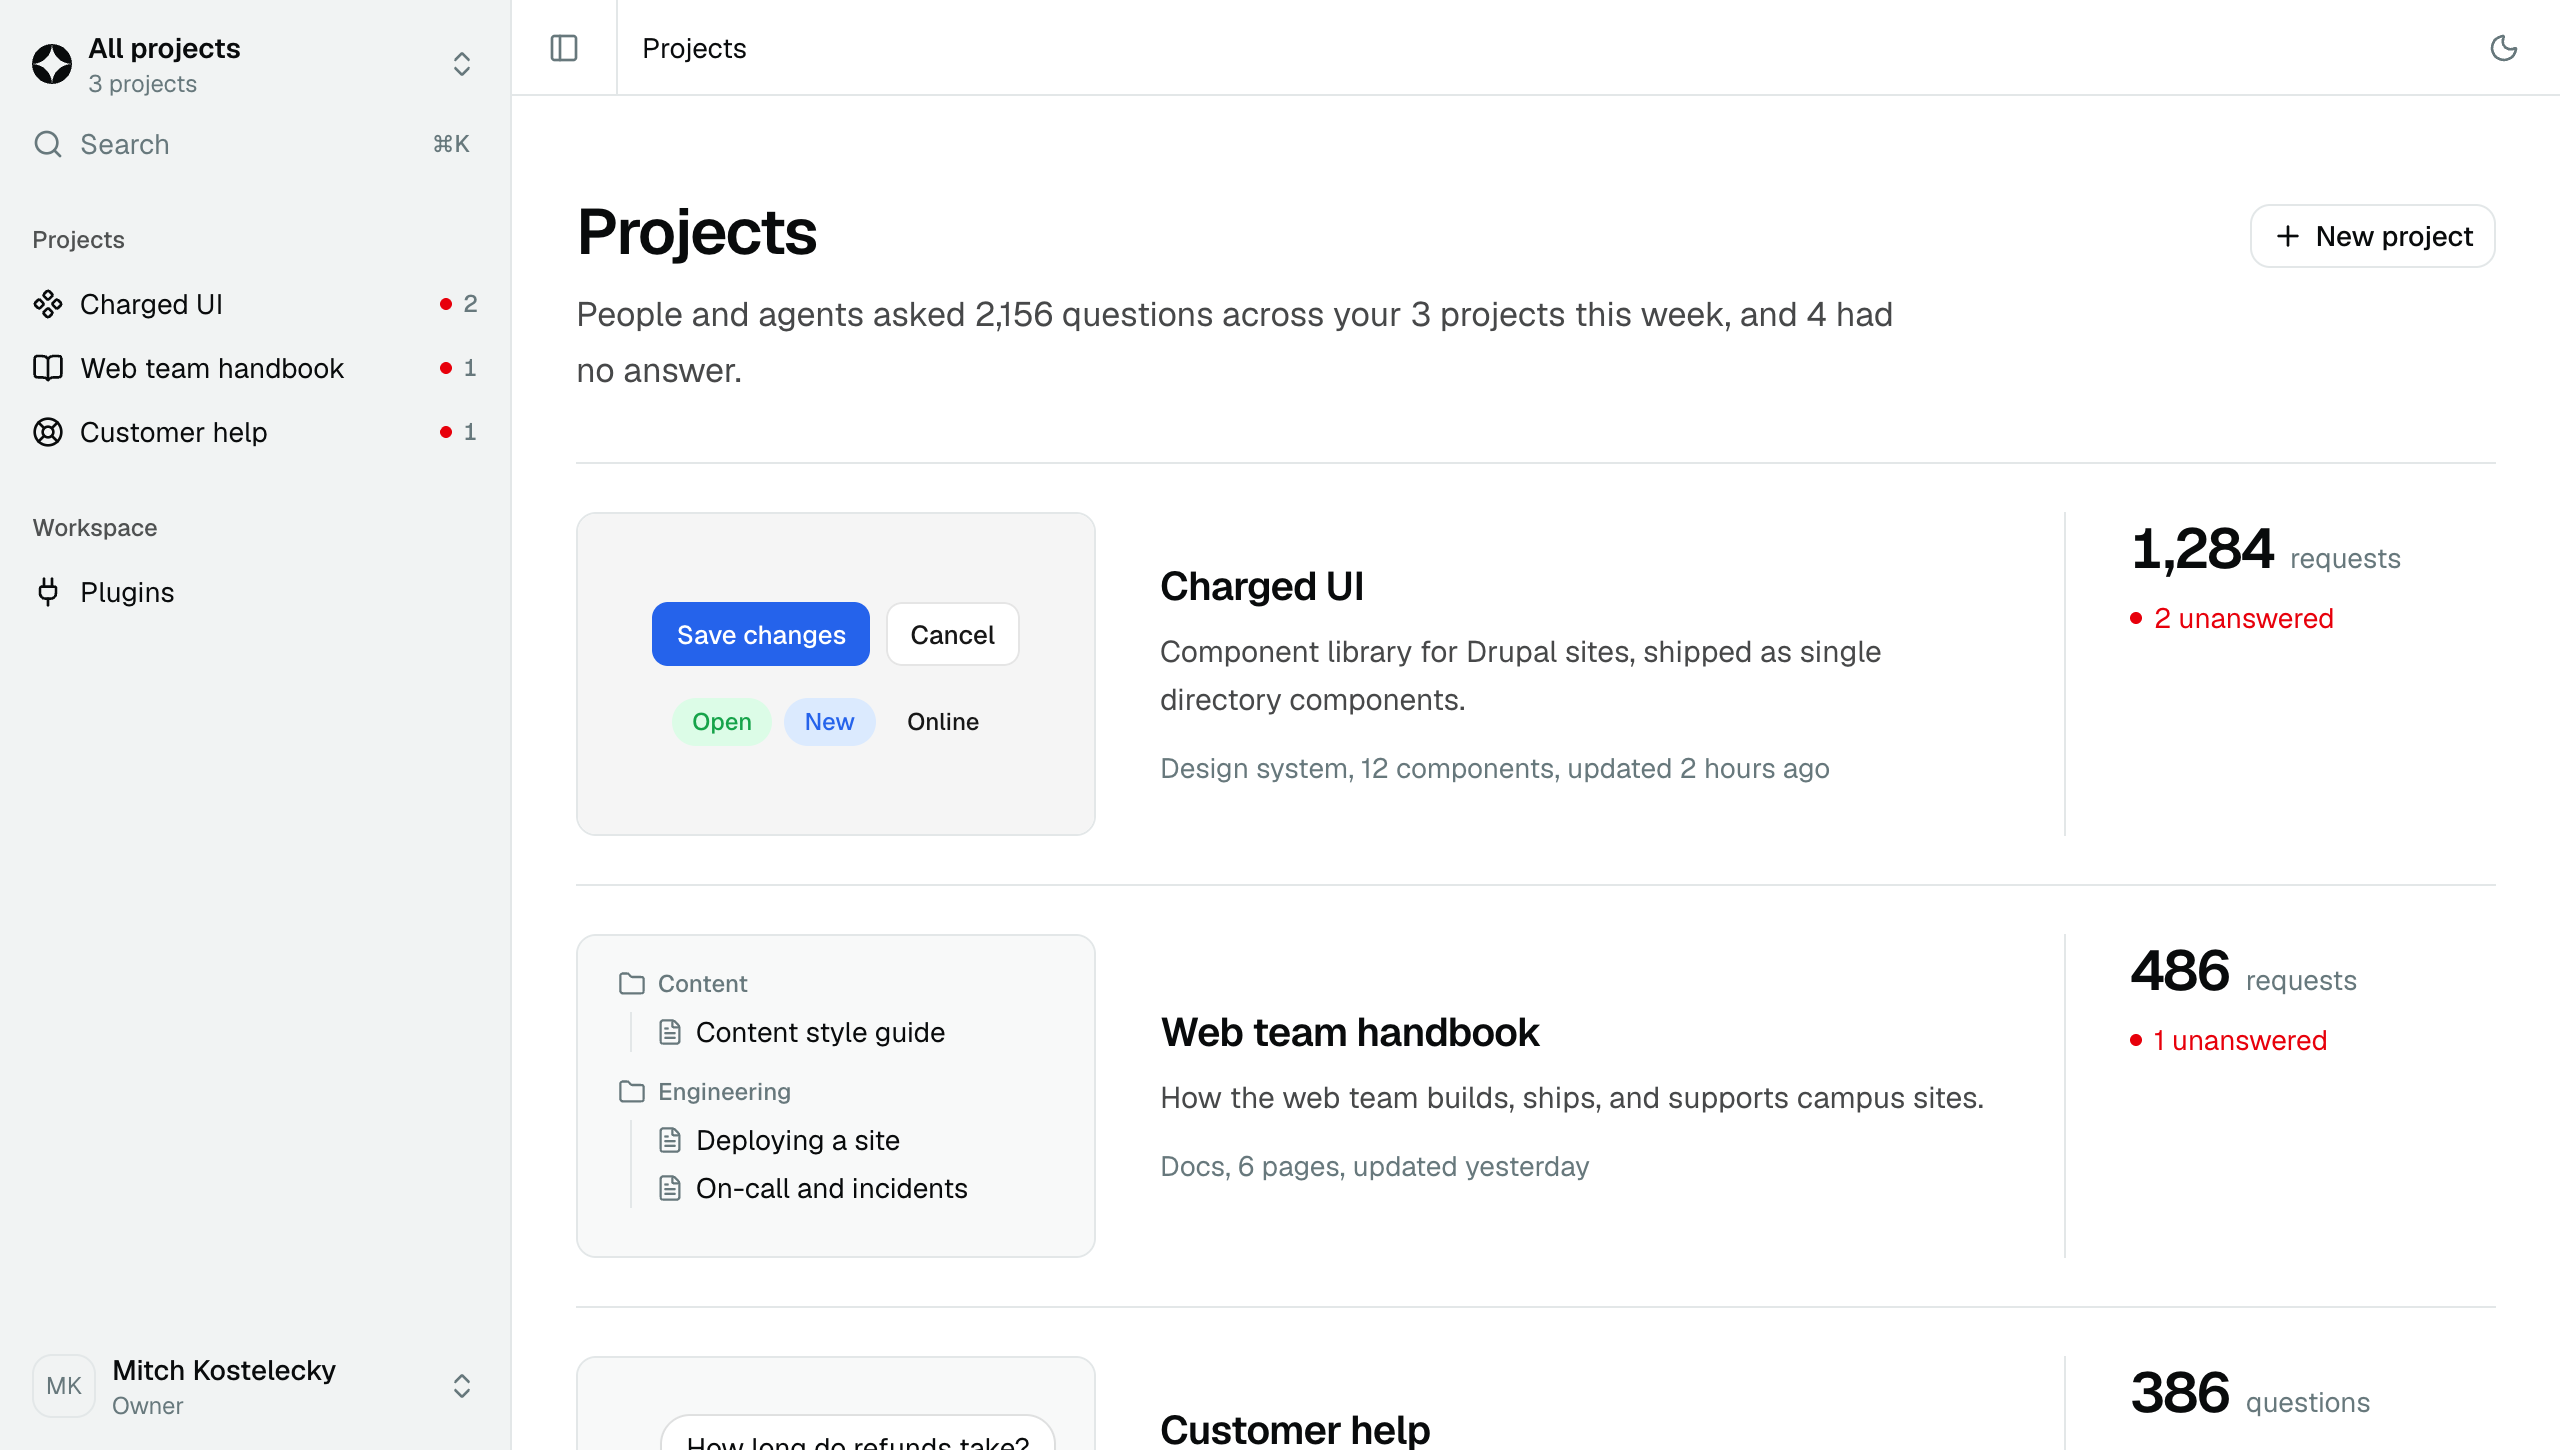 All projects
3 projects
Search ⌘K
Projects
Charged UI 2
Web team handbook 1
Customer help 1
Workspace
Plugins
MK
Mitch Kostelecky
Owner
Projects
Projects
New project
People and agents asked 2,156 questions across your 3 projects this week, and 4 had
no answer.
Save changes Cancel
Open New Online
Charged UI
Component library for Drupal sites, shipped as single
directory components.
Design system, 12 components, updated 2 hours ago
1,284 requests
2 unanswered
Content
Content style guide
Engineering
Deploying a site
On-call and incidents
Web team handbook
How the web team builds, ships, and supports campus sites.
Docs, 6 pages, updated yesterday
486 requests
1 unanswered
How long do refunds take?
Customer help
386 questions